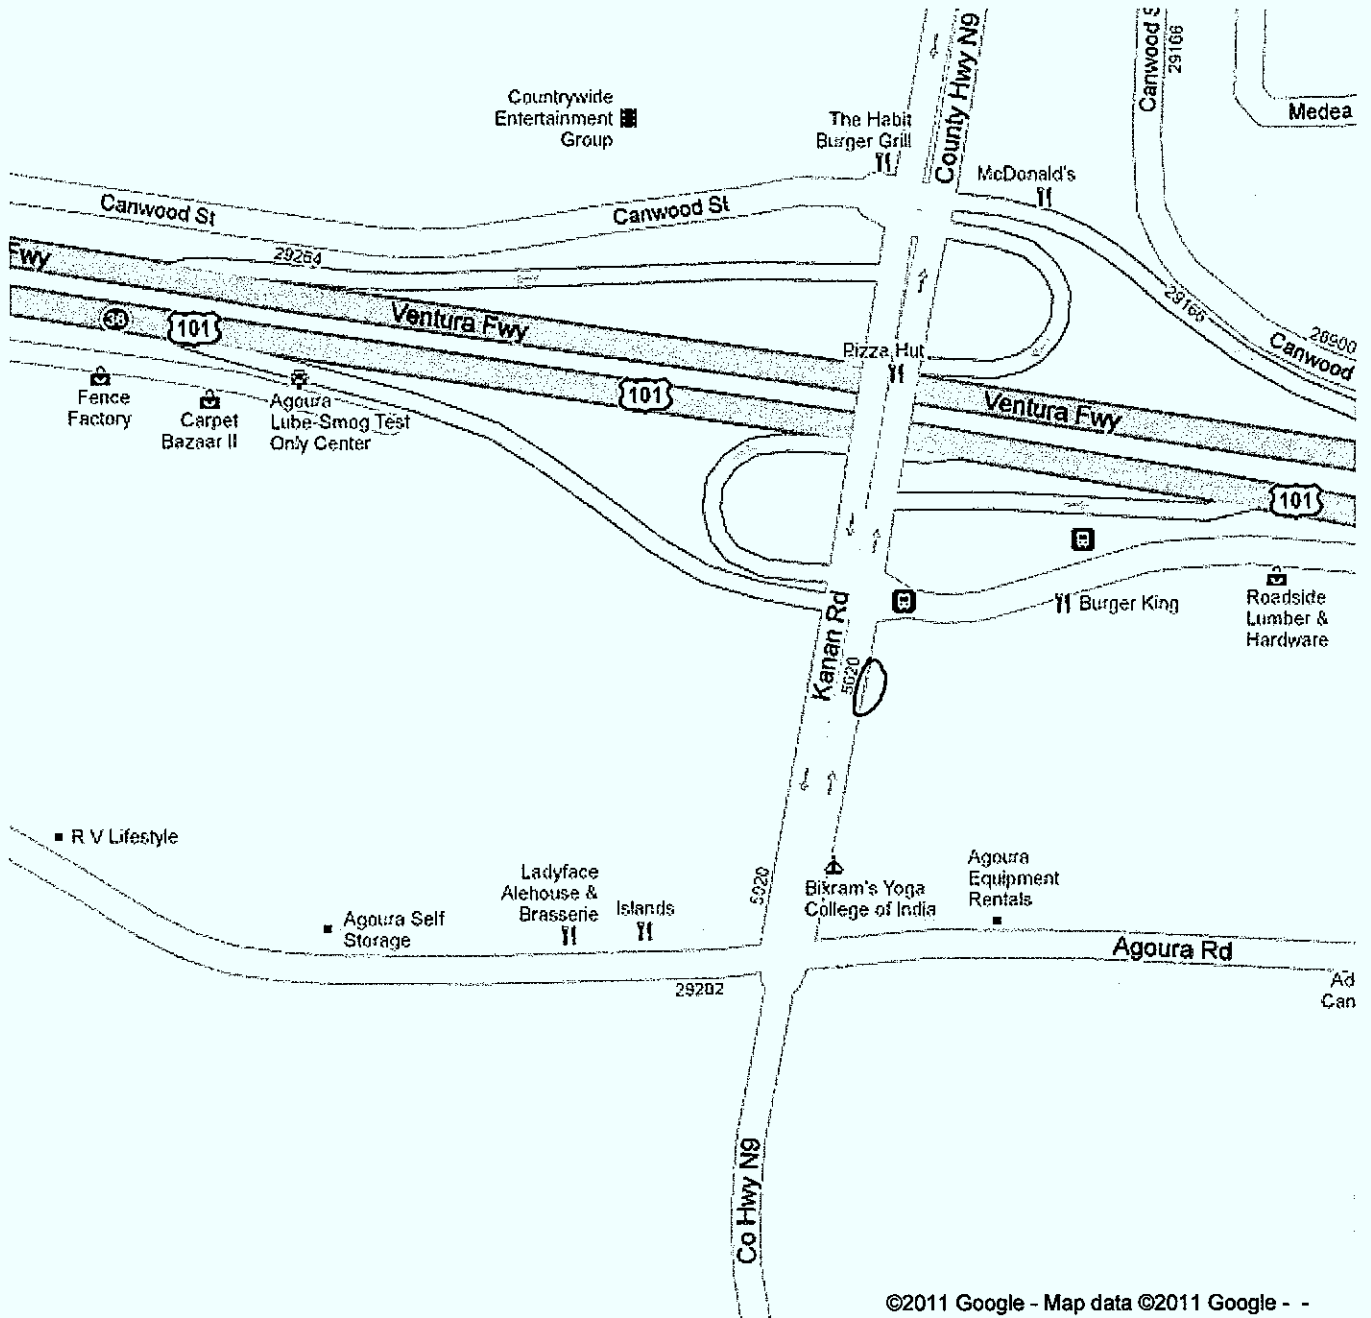 Canwood S
29166
County Hwy N9
Medea
Countrywide
Entertainment
Group
The Habit
Burger Grill
McDonald's
Canwood St
Canwood St
Fwy
29264
29166
28900
Canwood
38
101
Ventura Fwy
Pizza Hut
101
Ventura Fwy
101
Fence
Factory
Carpet
Bazaar II
Agoura
Lube-Smog Test
Only Center
Kanan Rd
5020
Burger King
Roadside
Lumber &
Hardware
R V Lifestyle
Agoura Self
Storage
Ladyface
Alehouse &
Brasserie
Islands
5020
Bikram's Yoga
College of India
Agoura
Equipment
Rentals
Agoura Rd
29202
Ad
Can
Co Hwy N9
©2011 Google - Map data ©2011 Google - -